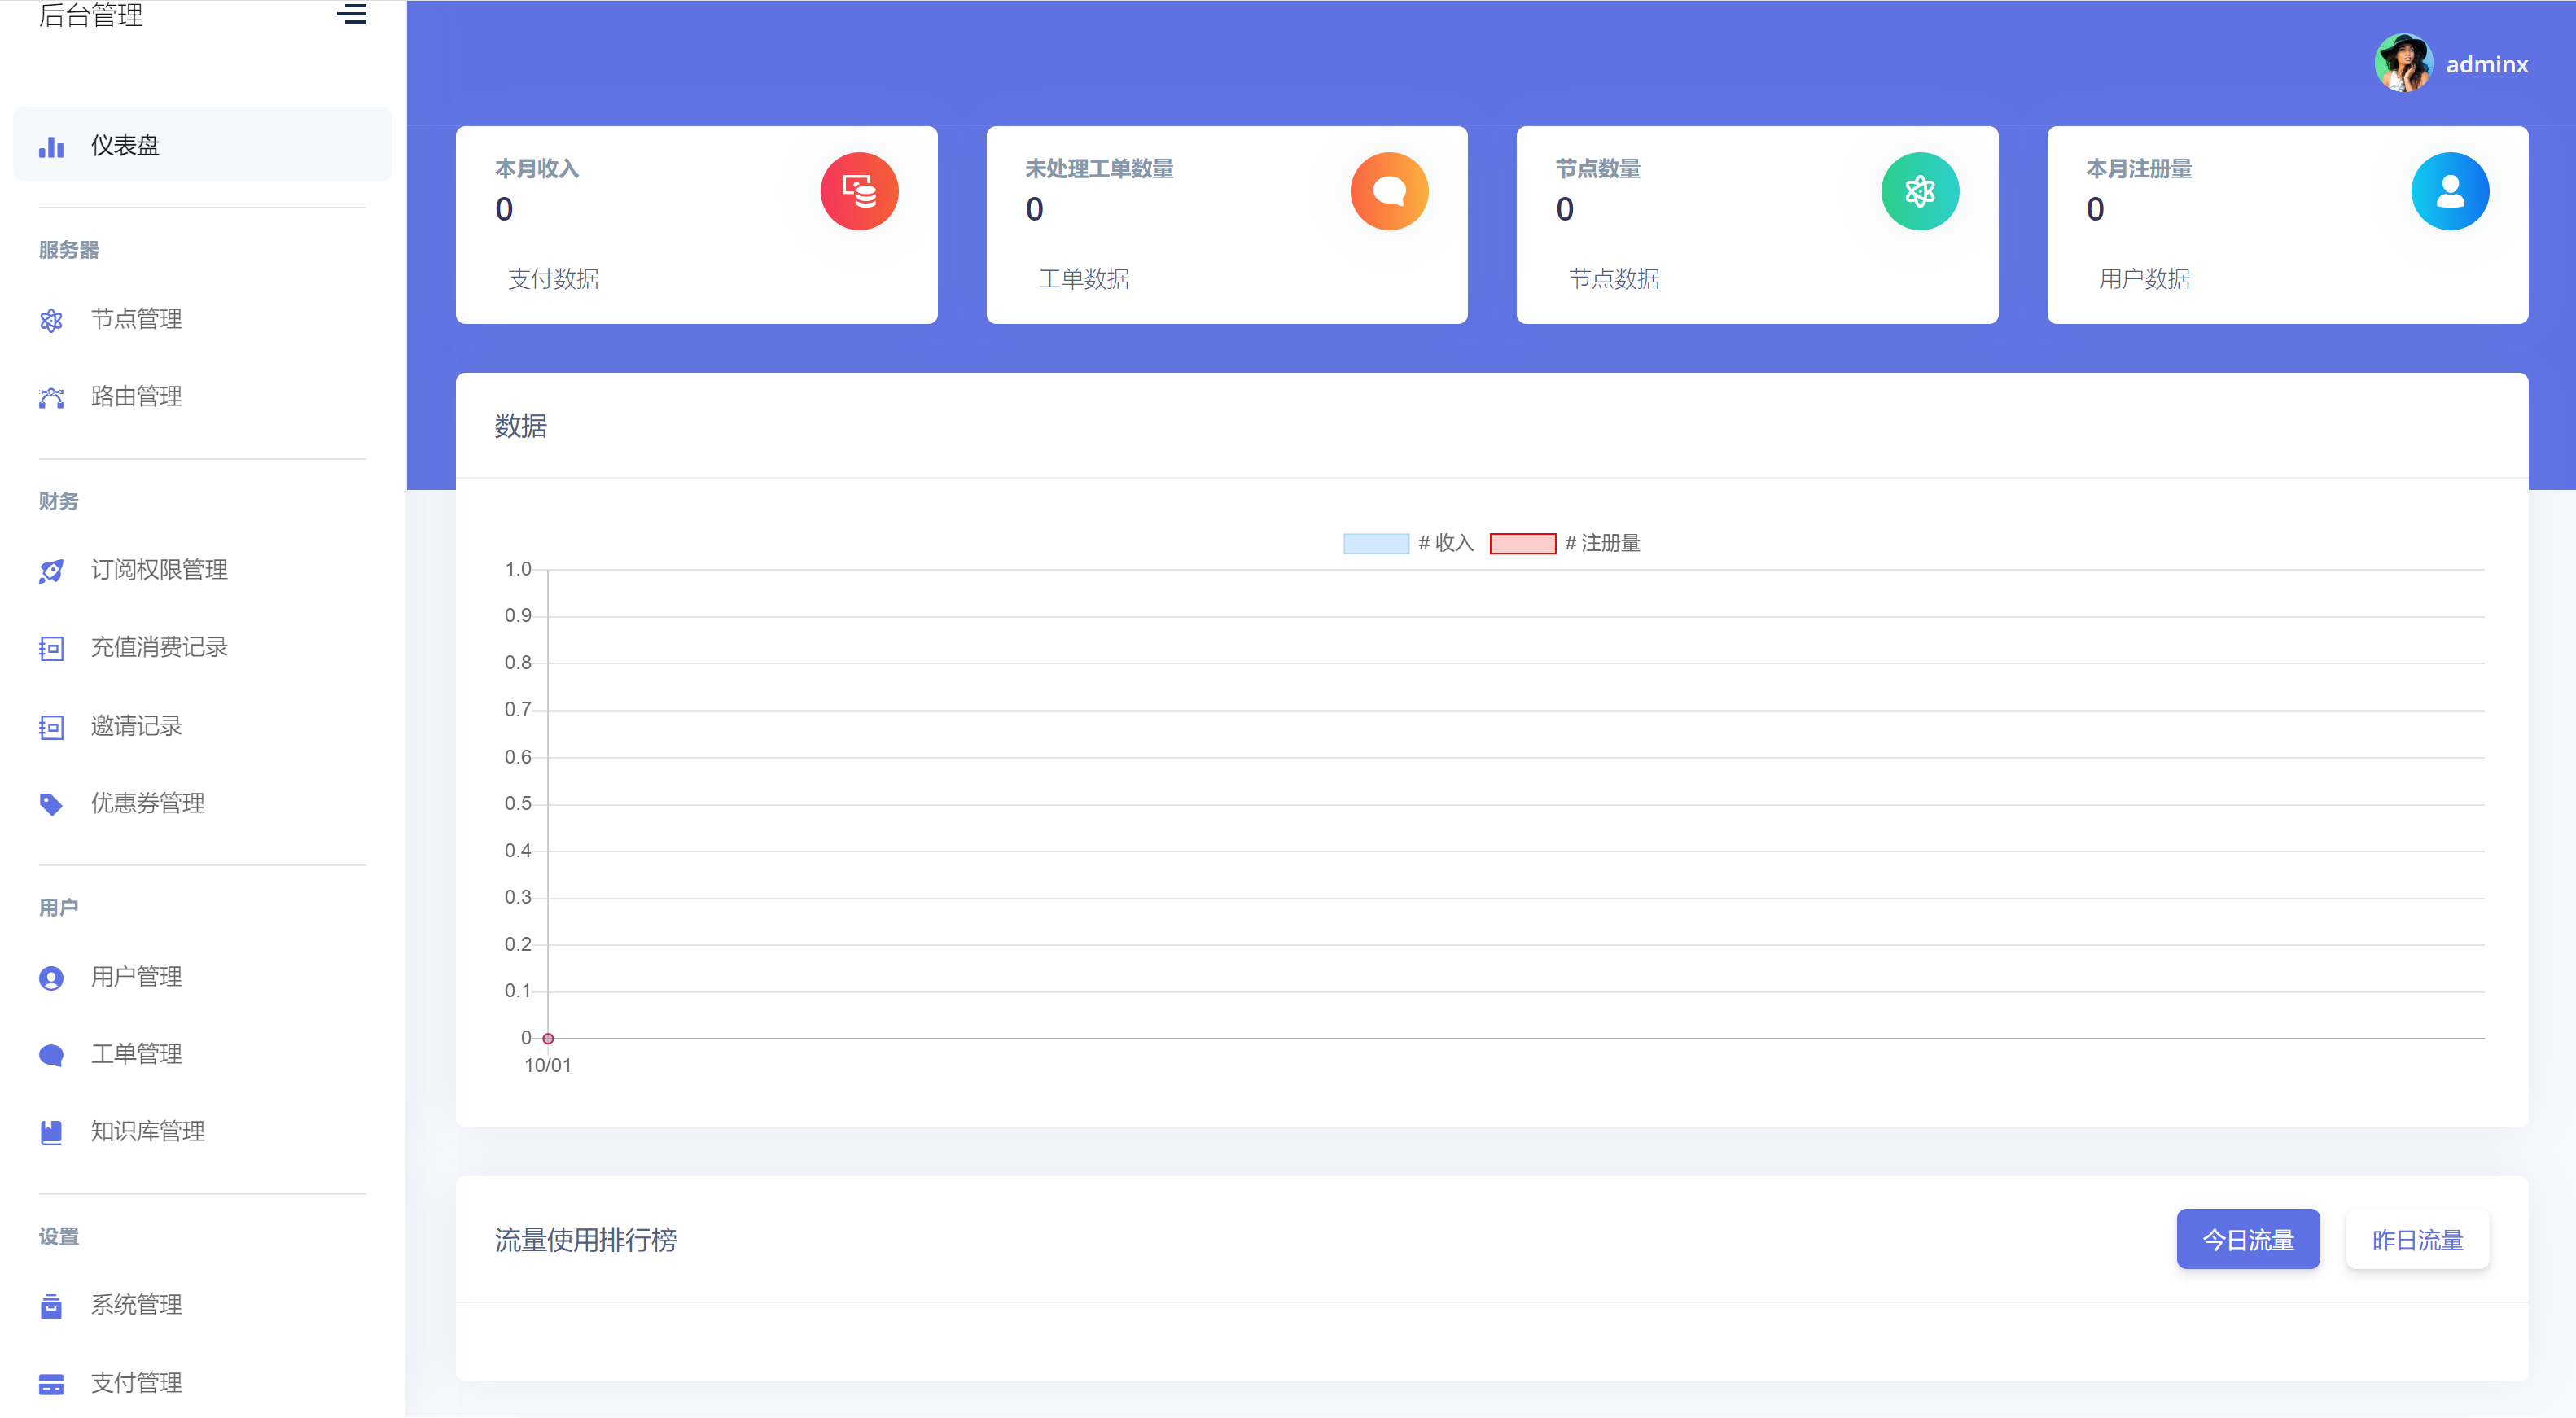 后台管理
adminx
仪表盘
服务器
节点管理
路由管理
财务
订阅权限管理
充值消费记录
邀请记录
优惠券管理
用户
用户管理
工单管理
知识库管理
设置
系统管理
支付管理
本月收入
0
支付数据
未处理工单数量
0
工单数据
节点数量
0
节点数据
本月注册量
0
用户数据
数据
# 收入 # 注册量
1.0
0.9
0.8
0.7
0.6
0.5
0.4
0.3
0.2
0.1
0
10/01
流量使用排行榜
今日流量 昨日流量